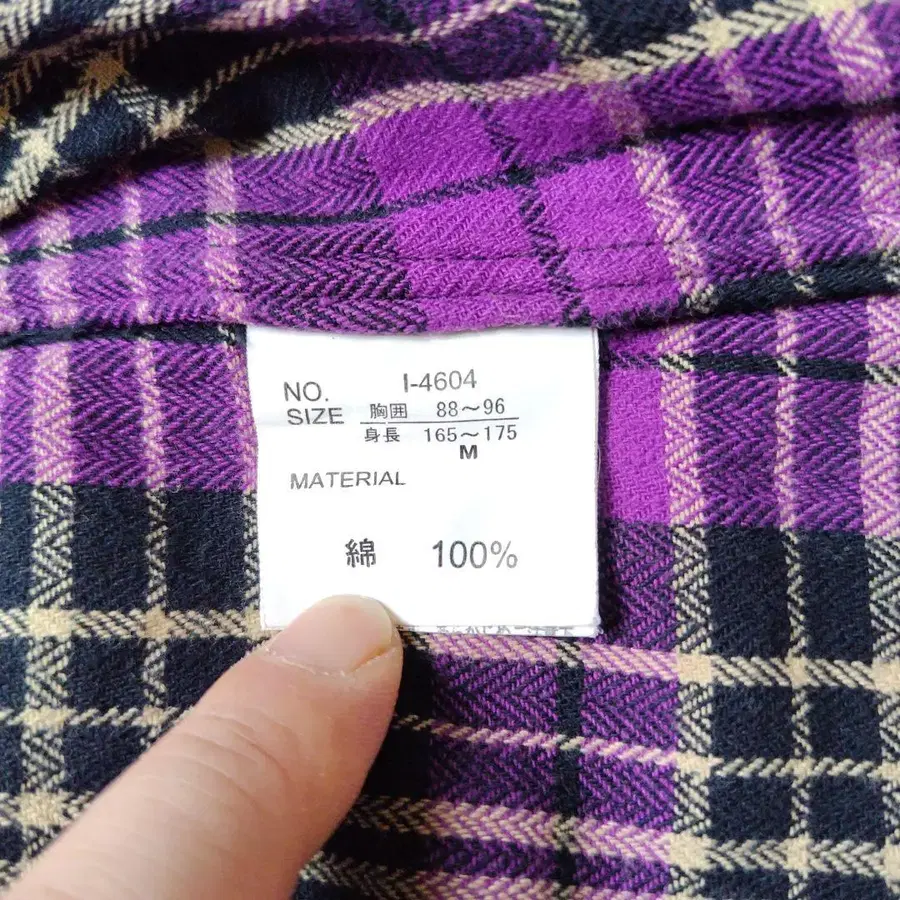 NO. I-4604
SIZE 胸囲 88～96
身長 165～175
M
MATERIAL
綿 100%